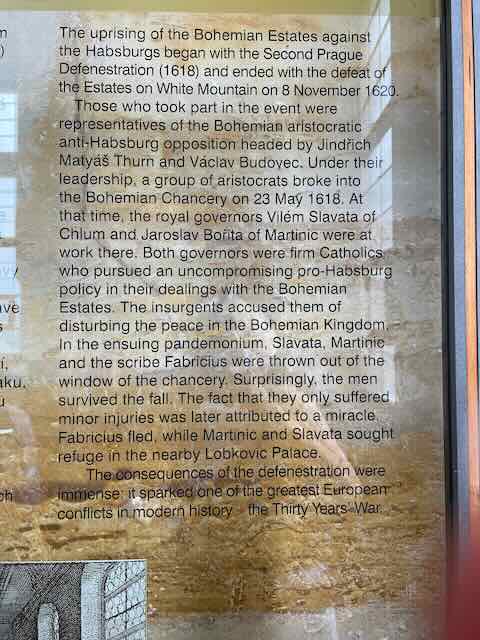 The uprising of the Bohemian Estates against
the Habsburgs began with the Second Prague
Defenestration (1618) and ended with the defeat of
the Estates on White Mountain on 8 November 1620.
Those who took part in the event were
representatives of the Bohemian aristocratic
anti-Habsburg opposition headed by Jindřich
Matyáš Thurn and Václav Budovec. Under their
leadership, a group of aristocrats broke into
the Bohemian Chancery on 23 May 1618. At
that time, the royal governors Vilém Slavata of
Chlum and Jaroslav Bořita of Martinic were at
work there. Both governors were firm Catholics
who pursued an uncompromising pro-Habsburg
policy in their dealings with the Bohemian
Estates. The insurgents accused them of
disturbing the peace in the Bohemian Kingdom.
In the ensuing pandemonium, Slavata, Martinic
and the scribe Fabricius were thrown out of the
window of the chancery. Surprisingly, the men
survived the fall. The fact that they only suffered
minor injuries was later attributed to a miracle.
Fabricius fled, while Martinic and Slavata sought
refuge in the nearby Lobkovic Palace.
The consequences of the defenestration were
immense: it sparked one of the greatest European
conflicts in modern history the Thirty Years' War.